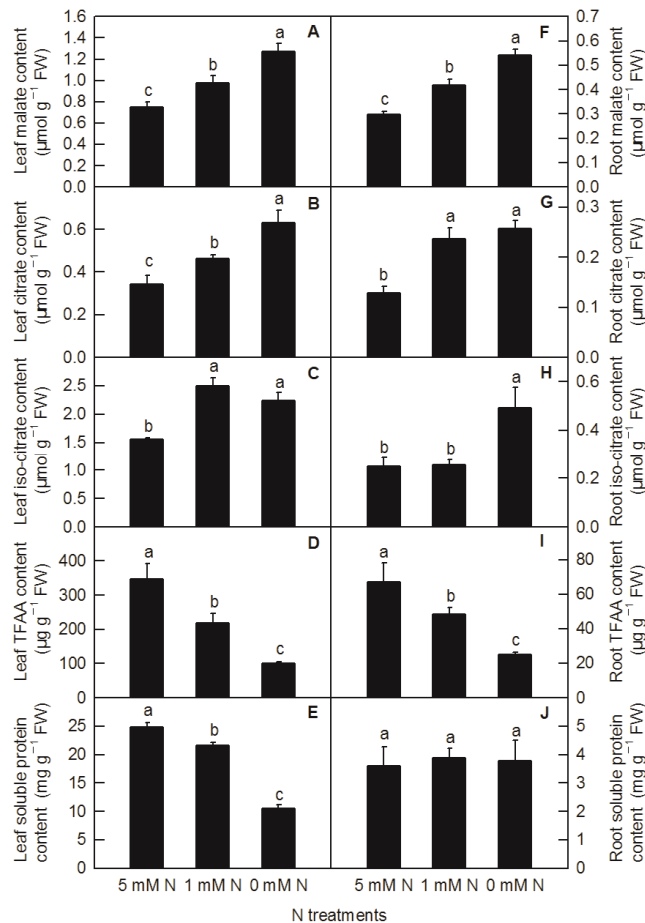 Leaf malate content
(μmol g⁻¹ FW)
1.6
1.4
1.2
1.0
0.8
0.6
0.4
0.2
0.0
A
c
b
a
F
c
b
a
0.7
0.6
0.5
0.4
0.3
0.2
0.1
0.0
Root malate content
(μmol g⁻¹ FW)
Leaf citrate content
(μmol g⁻¹ FW)
0.6
0.4
0.2
0.0
B
c
b
a
G
b
a
a
0.3
0.2
0.1
0.0
Root citrate content
(μmol g⁻¹ FW)
Leaf iso-citrate content
(μmol g⁻¹ FW)
2.5
2.0
1.5
1.0
0.5
0.0
C
b
a
a
H
b
b
a
0.6
0.4
0.2
0.0
Root iso-citrate content
(μmol g⁻¹ FW)
Leaf TFAA content
(μg g⁻¹ FW)
400
300
200
100
0
D
a
b
c
I
a
b
c
80
60
40
20
0
Root TFAA content
(μg g⁻¹ FW)
Leaf soluble protein
content (mg g⁻¹ FW)
25
20
15
10
5
0
E
a
b
c
J
a
a
a
5
4
3
2
1
0
Root soluble protein
content (mg g⁻¹ FW)
5 mM N 1 mM N 0 mM N 5 mM N 1 mM N 0 mM N
N treatments